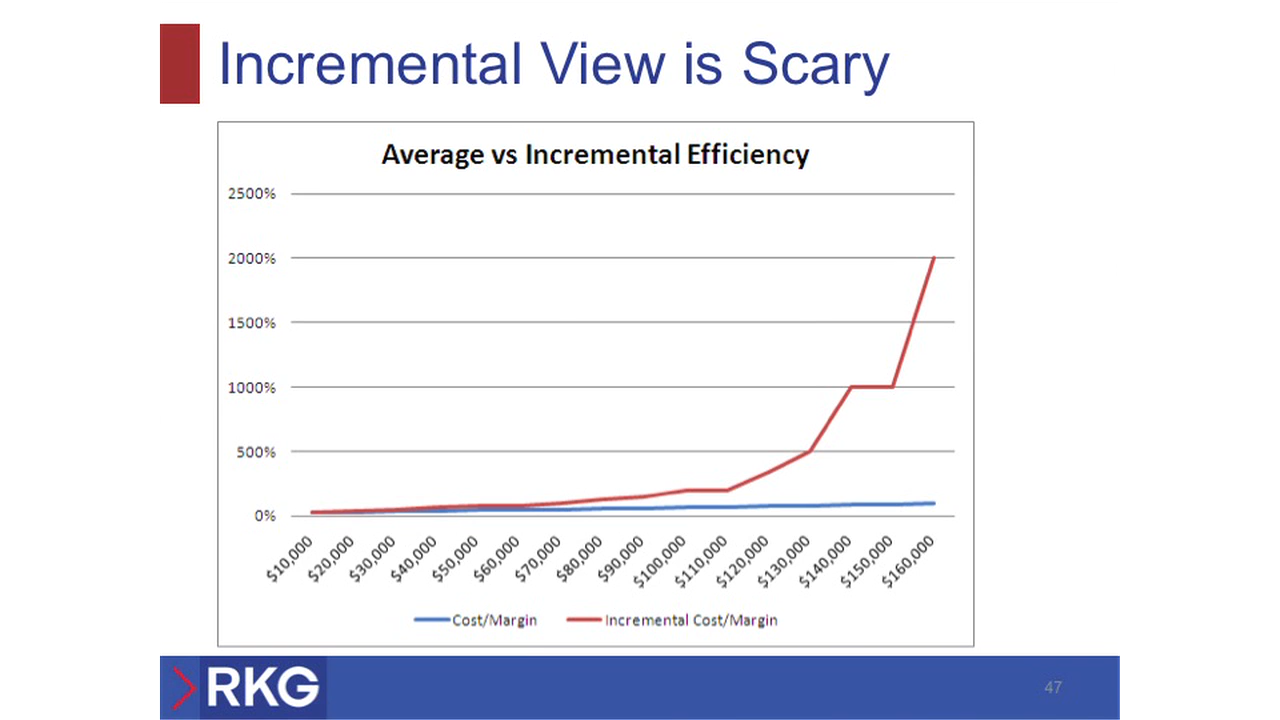 Incremental View is Scary
Average vs Incremental Efficiency
2500%
2000%
1500%
1000%
500%
0%
$10,000 $20,000 $30,000 $40,000 $50,000 $60,000 $70,000 $80,000 $90,000 $100,000 $110,000 $120,000 $130,000 $140,000 $150,000 $160,000
Cost/Margin Incremental Cost/Margin
RKG 47